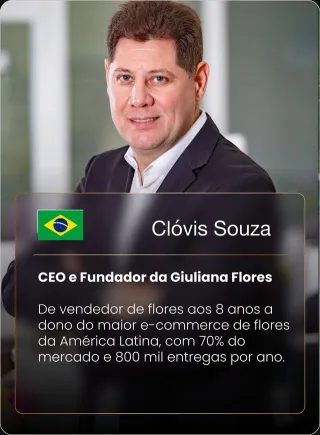 Clóvis Souza
CEO e Fundador da Giuliana Flores
De vendedor de flores aos 8 anos a
dono do maior e-commerce de flores
da América Latina, com 70% do
mercado e 800 mil entregas por ano.